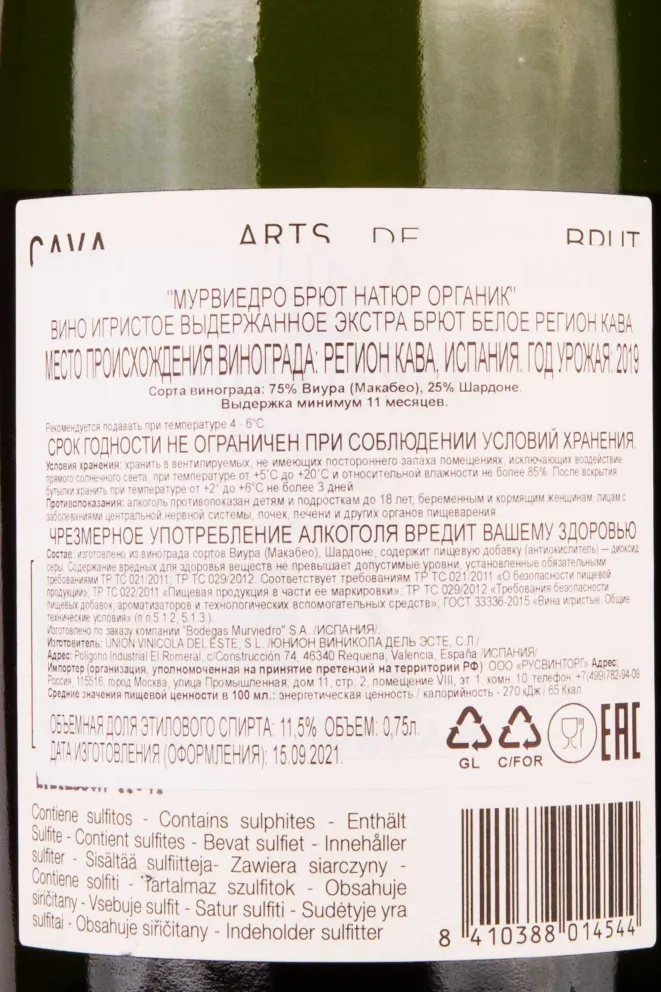 CAVA ARTS DE BRUT
"МУРВИЕДРО БРЮТ НАТЮР ОРГАНИК"
ВИНО ИГРИСТОЕ ВЫДЕРЖАННОЕ ЭКСТРА БРЮТ БЕЛОЕ РЕГИОН КАВА
МЕСТО ПРОИСХОЖДЕНИЯ ВИНОГРАДА: РЕГИОН КАВА, ИСПАНИЯ. ГОД УРОЖАЯ: 2019
Сорта винограда: 75% Виура (Макабео), 25% Шардоне.
Выдержка минимум 11 месяцев.
Рекомендуется подавать при температуре 4 - 6°С.
СРОК ГОДНОСТИ НЕ ОГРАНИЧЕН ПРИ СОБЛЮДЕНИИ УСЛОВИЙ ХРАНЕНИЯ.
Условия хранения: хранить в вентилируемых, не имеющих постороннего запаха помещениях, исключающих воздействие
прямого солнечного света, при температуре от +5°С до +20°С и относительной влажности не более 85%. После вскрытия
бутылки хранить при температуре от +2° до +6°С не более 3 дней
Противопоказания: алкоголь противопоказан детям и подросткам до 18 лет, беременным и кормящим женщинам, лицам с
заболеваниями центральной нервной системы, почек, печени и других органов пищеварения.
ЧРЕЗМЕРНОЕ УПОТРЕБЛЕНИЕ АЛКОГОЛЯ ВРЕДИТ ВАШЕМУ ЗДОРОВЬЮ
Состав: изготовлено из винограда сортов Виура (Макабео), Шардоне, содержит пищевую добавку (антиокислитель) — диоксид
серы. Содержание вредных для здоровья веществ не превышает допустимые уровни, установленные обязательными
требованиями ТР ТС 021/2011; ТР ТС 029/2012. Соответствует требованиям ТР ТС 021/2011 «О безопасности пищевой
продукции»; ТР ТС 022/2011 «Пищевая продукция в части ее маркировки»; ТР ТС 029/2012 «Требования безопасности
пищевых добавок, ароматизаторов и технологических вспомогательных средств», ГОСТ 33336-2015 «Вина игристые. Общие
технические условия» (п.п.5.1.2, 5.1.3.).
Изготовлено по заказу компании "Bodegas Murviedro" S.A. /ИСПАНИЯ/.
Изготовитель: UNION VINICOLA DEL ESTE, S.L. /ЮНИОН ВИНИКОЛА ДЕЛЬ ЭСТЕ, С.Л./
Адрес: Poligono Industrial El Romeral, c/Construcción 74, 46340 Requena, Valencia, España /ИСПАНИЯ/
Импортер (организация, уполномоченная на принятие претензий на территории РФ) ООО «РУСВИНТОРГ» Адрес:
Россия, 115516, город Москва, улица Промышленная, дом 11, стр. 2, помещение VIII, эт 1, комн. 10 телефон +7(499)782-94-09
Средние значения пищевой ценности в 100 мл.: энергетическая ценность / калорийность - 270 кДж / 65 Ккал.
ОБЪЕМНАЯ ДОЛЯ ЭТИЛОВОГО СПИРТА: 11,5% ОБЪЕМ: 0,75л.
ДАТА ИЗГОТОВЛЕНИЯ (ОФОРМЛЕНИЯ): 15.09.2021.
GL C/FOR EAC
Contiene sulfitos - Contains sulphites - Enthält
Sulfite - Contient sulfites - Bevat sulfiet - Innehåller
sulfiter - Sisältää sulfiitteja- Zawiera siarczyny -
Contiene solfiti - Tartalmaz szulfitok - Obsahuje
siričitany - Vsebuje sulfit - Satur sulfiti - Sudėtyje yra
sulfitai - Obsahuje siřičitany - Indeholder sulfitter
8 410388 014544